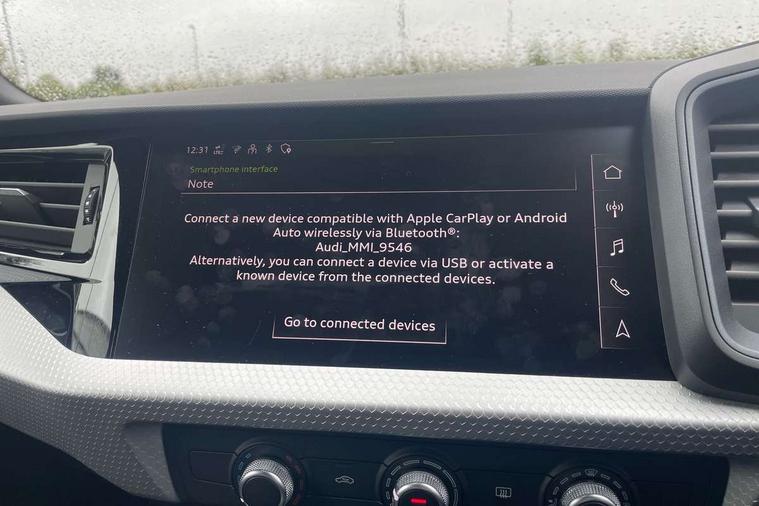 12:31
LTE
Smartphone interface
Note
Connect a new device compatible with Apple CarPlay or Android
Auto wirelessly via Bluetooth®:
Audi_MMI_9546
Alternatively, you can connect a device via USB or activate a
known device from the connected devices.
Go to connected devices